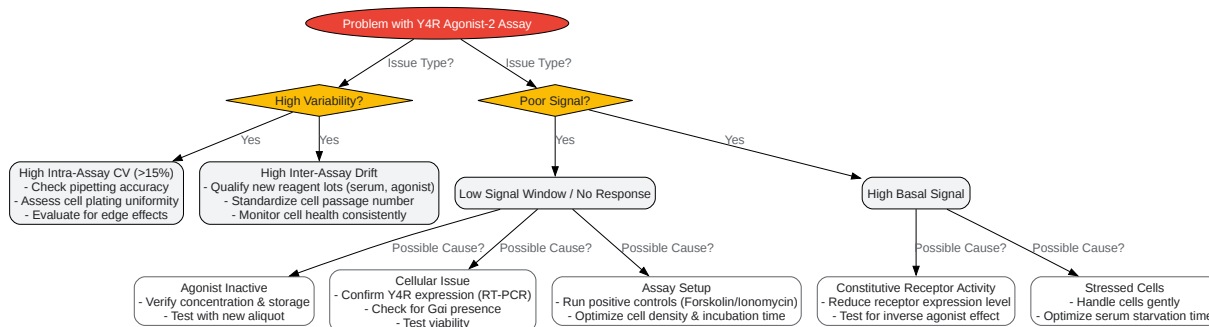 Problem with Y4R Agonist-2 Assay
Issue Type?
Issue Type?
High Variability?
Poor Signal?
Yes
Yes
Yes
Yes
High Intra-Assay CV (>15%)
- Check pipetting accuracy
- Assess cell plating uniformity
- Evaluate for edge effects
High Inter-Assay Drift
- Qualify new reagent lots (serum, agonist)
- Standardize cell passage number
- Monitor cell health consistently
Low Signal Window / No Response
High Basal Signal
Possible Cause?
Possible Cause?
Possible Cause?
Possible Cause?
Possible Cause?
Agonist Inactive
- Verify concentration & storage
- Test with new aliquot
Cellular Issue
- Confirm Y4R expression (RT-PCR)
- Check for Gαi presence
- Test viability
Assay Setup
- Run positive controls (Forskolin/Ionomycin)
- Optimize cell density & incubation time
Constitutive Receptor Activity
- Reduce receptor expression level
- Test for inverse agonist effect
Stressed Cells
- Handle cells gently
- Optimize serum starvation time